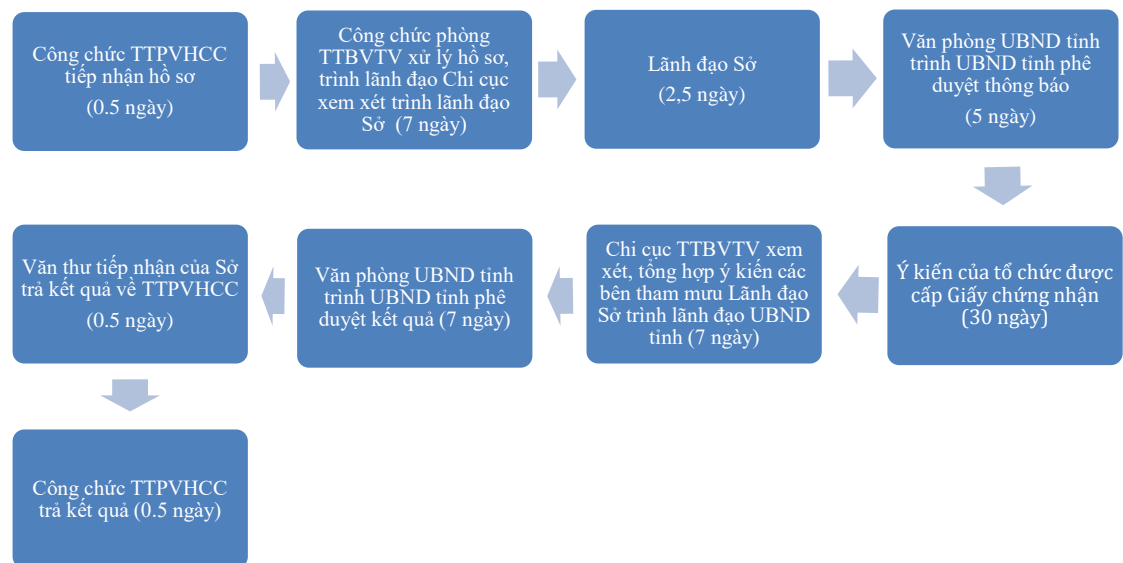 Công chức TTPVHCC
tiếp nhận hồ sơ
(0.5 ngày)
Công chức phòng
TTBVTV xử lý hồ sơ,
trình lãnh đạo Chi cục
xem xét trình lãnh đạo
Sở (7 ngày)
Lãnh đạo Sở
(2,5 ngày)
Văn phòng UBND tỉnh
trình UBND tỉnh phê
duyệt thông báo
(5 ngày)
Ý kiến của tổ chức được
cấp Giấy chứng nhận
(30 ngày)
Chi cục TTBVTV xem
xét, tổng hợp ý kiến các
bên tham mưu Lãnh đạo
Sở trình lãnh đạo UBND
tỉnh (7 ngày)
Văn phòng UBND tỉnh
trình UBND tỉnh phê
duyệt kết quả (7 ngày)
Văn thư tiếp nhận của Sở
trả kết quả về TTPVHCC
(0.5 ngày)
Công chức TTPVHCC
trả kết quả (0.5 ngày)